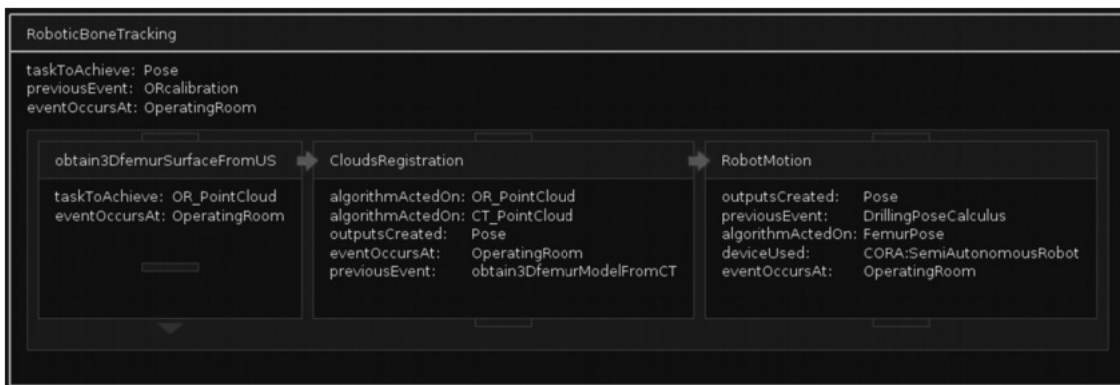 RoboticBoneTracking
taskToAchieve: Pose
previousEvent: ORcalibration
eventOccursAt: OperatingRoom
obtain3DfemurSurfaceFromUS
taskToAchieve: OR_PointCloud
eventOccursAt: OperatingRoom
CloudsRegistration
algorithmActedOn: OR_PointCloud
algorithmActedOn: CT_PointCloud
outputsCreated: Pose
eventOccursAt: OperatingRoom
previousEvent: obtain3DfemurModelFromCT
RobotMotion
outputsCreated: Pose
previousEvent: DrillingPoseCalculus
algorithmActedOn: FemurPose
deviceUsed: CORA:SemiAutonomousRobot
eventOccursAt: OperatingRoom